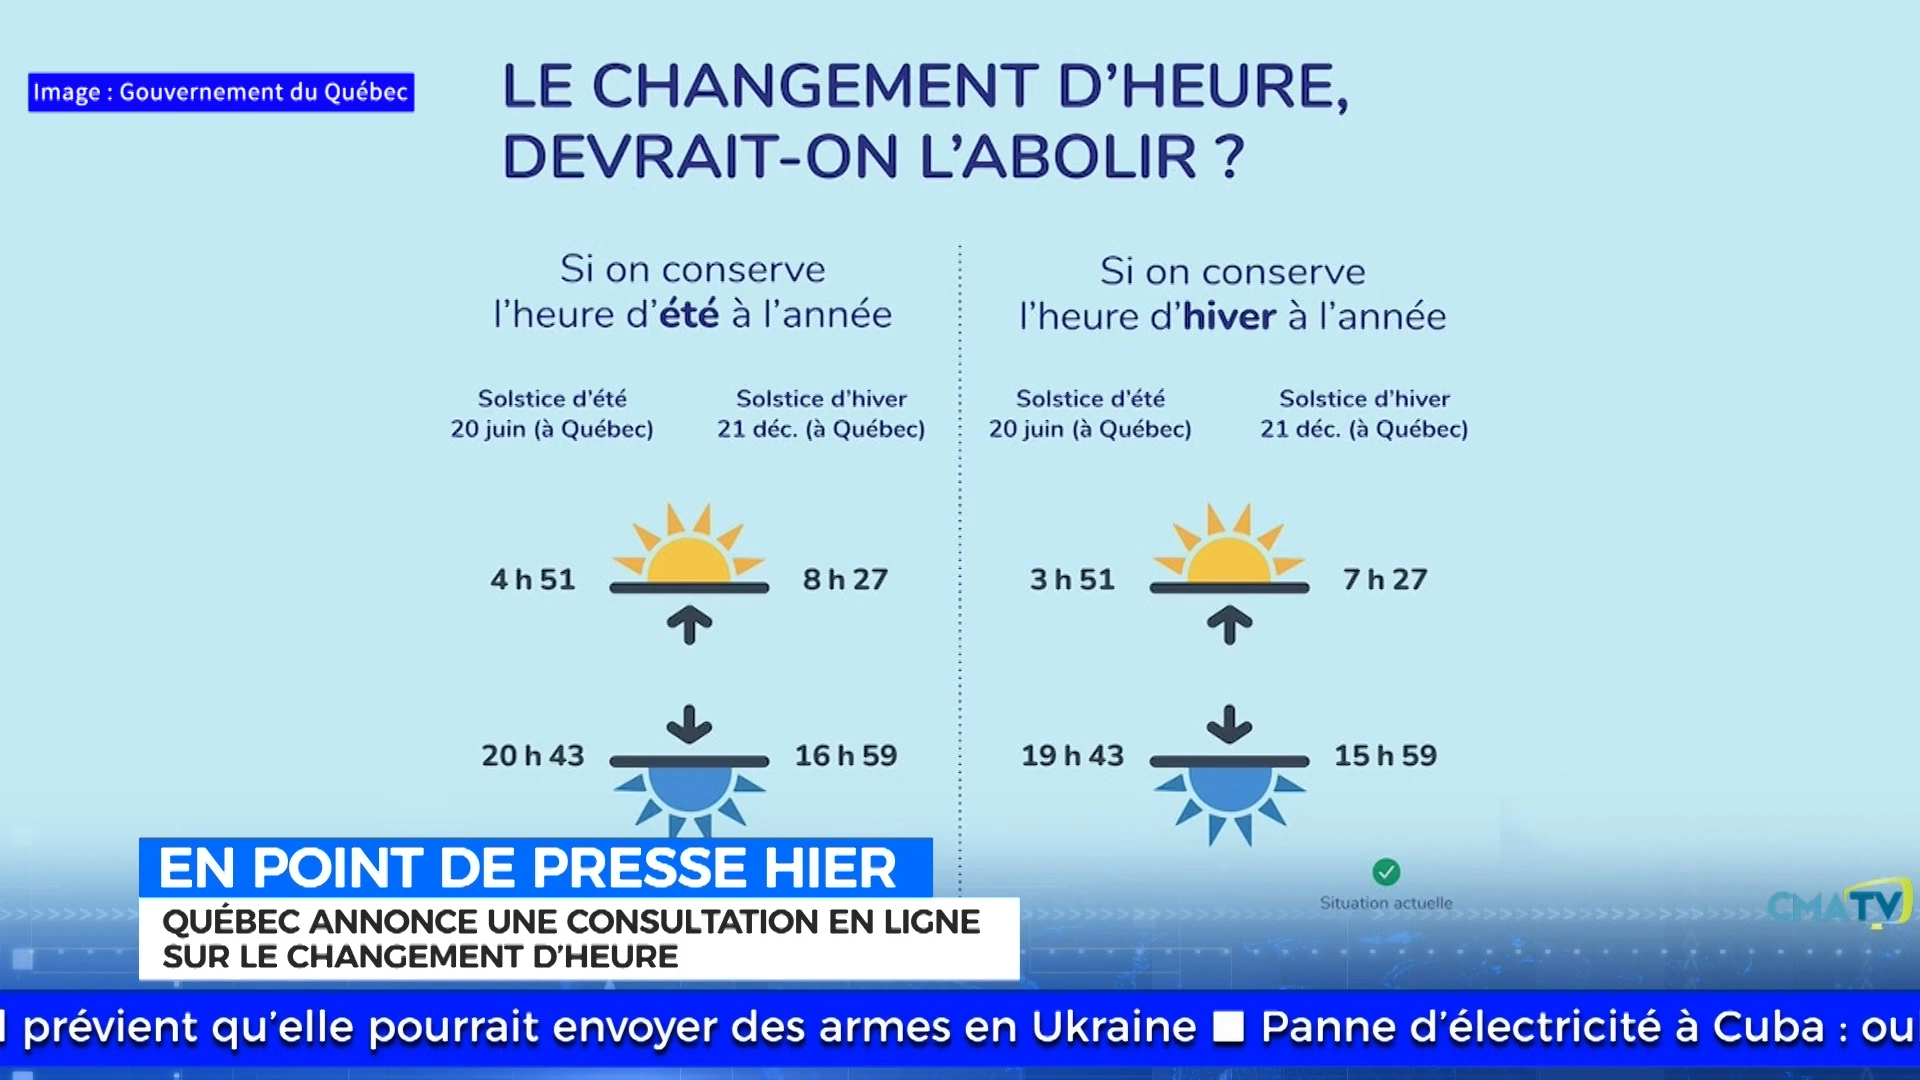 Image : Gouvernement du Québec
LE CHANGEMENT D’HEURE,
DEVRAIT-ON L’ABOLIR ?
Si on conserve
l’heure d’été à l’année
Solstice d’été
20 juin (à Québec)
Solstice d’hiver
21 déc. (à Québec)
4 h 51
8 h 27
20 h 43
16 h 59
Si on conserve
l’heure d’hiver à l’année
Solstice d’été
20 juin (à Québec)
Solstice d’hiver
21 déc. (à Québec)
3 h 51
7 h 27
19 h 43
15 h 59
Situation actuelle
EN POINT DE PRESSE HIER
QUÉBEC ANNONCE UNE CONSULTATION EN LIGNE
SUR LE CHANGEMENT D’HEURE
CMATV
prévient qu’elle pourrait envoyer des armes en Ukraine ■ Panne d’électricité à Cuba : ou